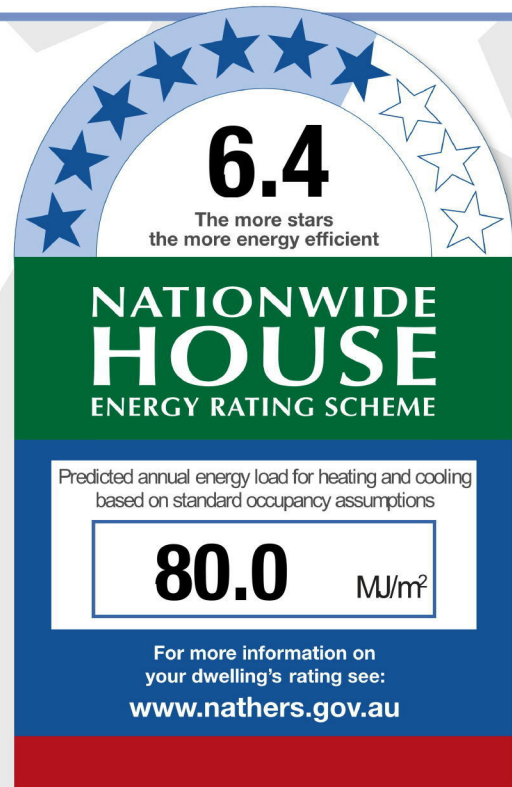 6.4
The more stars
the more energy efficient
NATIONWIDE
HOUSE
ENERGY RATING SCHEME
Predicted annual energy load for heating and cooling
based on standard occupancy assumptions
80.0 MJ/m²
For more information on
your dwelling's rating see:
www.nathers.gov.au